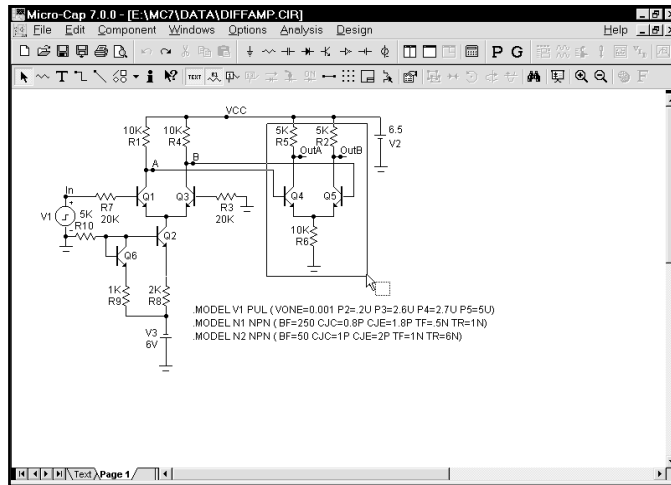 Micro-Cap 7.0.0 - [E:\MC7\DATA\DIFFAMP.CIR]
File Edit Component Windows Options Analysis Design Help
P G
T TEXT F
VCC
10K
R1
10K
R4
5K
R5
5K
R2
6.5
V2
OutA
OutB
A
B
In
Q1
Q3
Q4
Q5
R7
20K
R3
20K
V1
5K
R10
Q2
10K
R6
Q6
1K
R9
2K
R8
V3
6V
.MODEL V1 PUL (VONE=0.001 P2=.2U P3=2.6U P4=2.7U P5=5U)
.MODEL N1 NPN (BF=250 CJC=0.8P CJE=1.8P TF=.5N TR=1N)
.MODEL N2 NPN (BF=50 CJC=1P CJE=2P TF=1N TR=6N)
Text Page 1